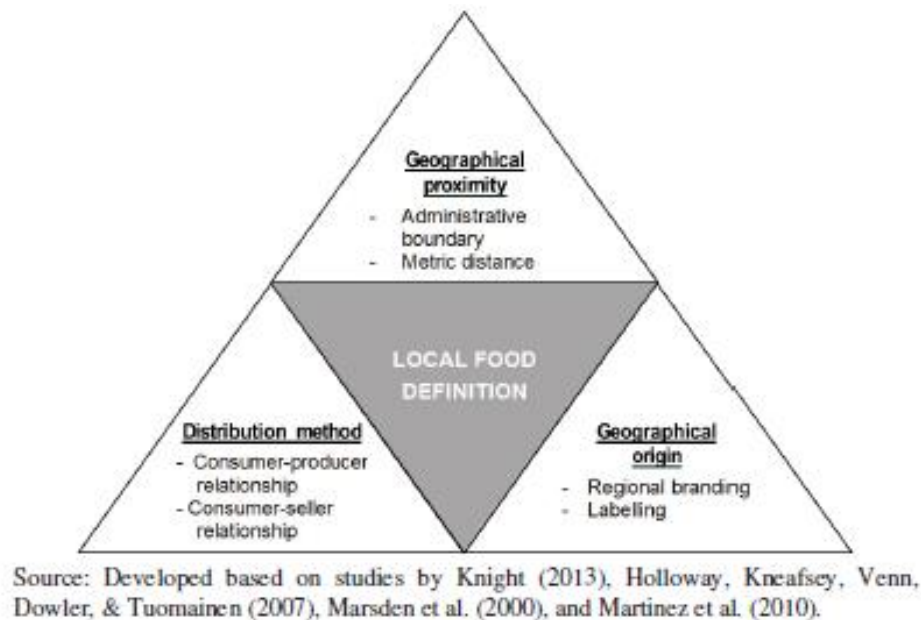 Geographical
proximity
- Administrative
boundary
- Metric distance
LOCAL FOOD
DEFINITION
Distribution method
- Consumer-producer
relationship
- Consumer-seller
relationship
Geographical
origin
- Regional branding
- Labelling
Source: Developed based on studies by Knight (2013), Holloway, Kneafsey, Venn,
Dowler, & Tuomainen (2007), Marsden et al. (2000), and Martinez et al. (2010).